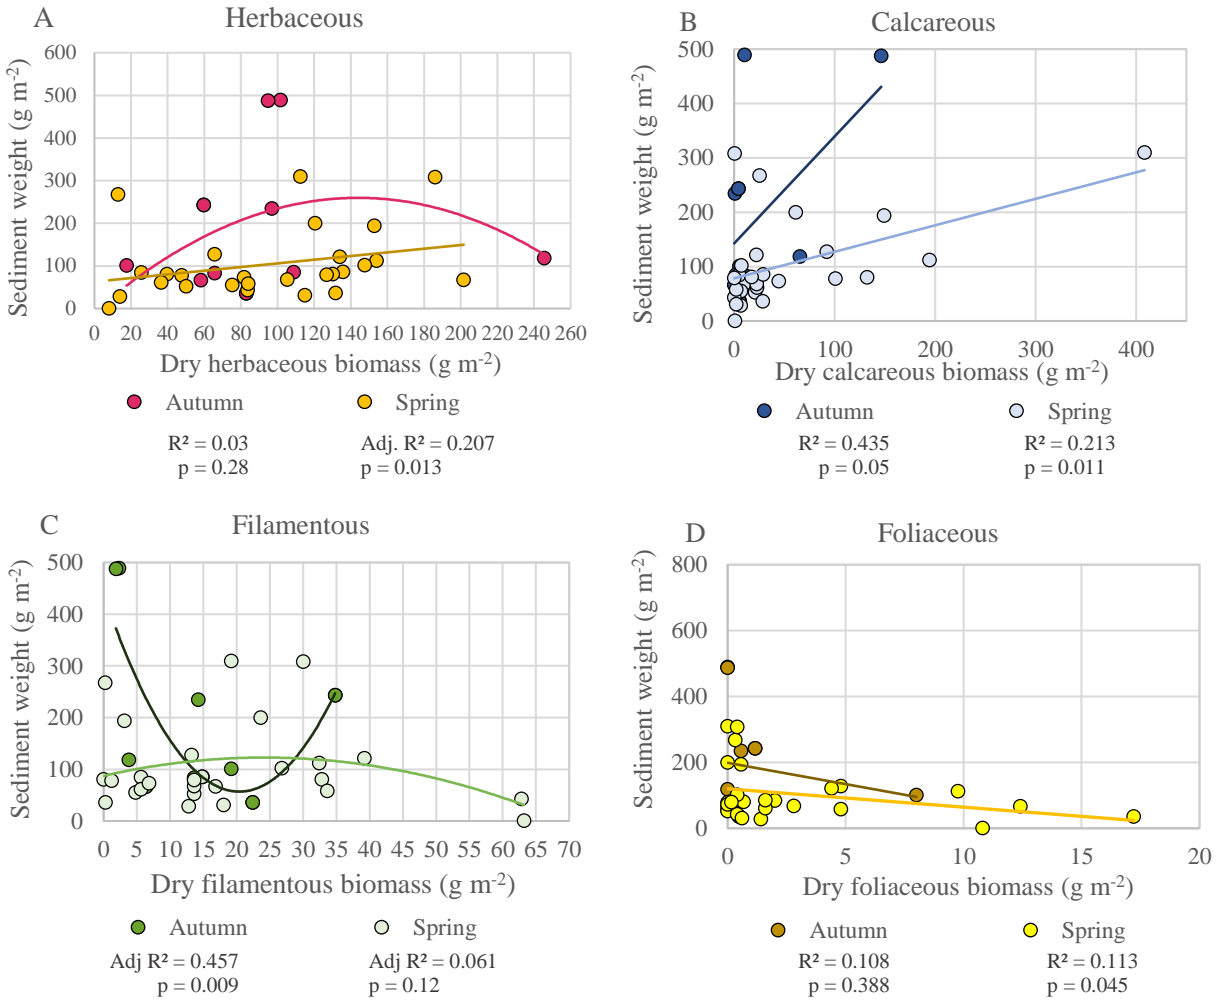 A Herbaceous
Sediment weight (g m-2)
600
500
400
300
200
100
0
0 20 40 60 80 100 120 140 160 180 200 220 240 260
Dry herbaceous biomass (g m-2)
Autumn Spring
R² = 0.03 Adj. R² = 0.207
p = 0.28 p = 0.013
B Calcareous
Sediment weight (g m-2)
500
400
300
200
100
0
0 100 200 300 400
Dry calcareous biomass (g m-2)
Autumn Spring
R² = 0.435 R² = 0.213
p = 0.05 p = 0.011
C Filamentous
Sediment weight (g m-2)
500
400
300
200
100
0
0 5 10 15 20 25 30 35 40 45 50 55 60 65 70
Dry filamentous biomass (g m-2)
Autumn Spring
Adj R² = 0.457 Adj R² = 0.061
p = 0.009 p = 0.12
D Foliaceous
Sediment weight (g m-2)
800
600
400
200
0
0 5 10 15 20
Dry foliaceous biomass (g m-2)
Autumn Spring
R² = 0.108 R² = 0.113
p = 0.388 p = 0.045